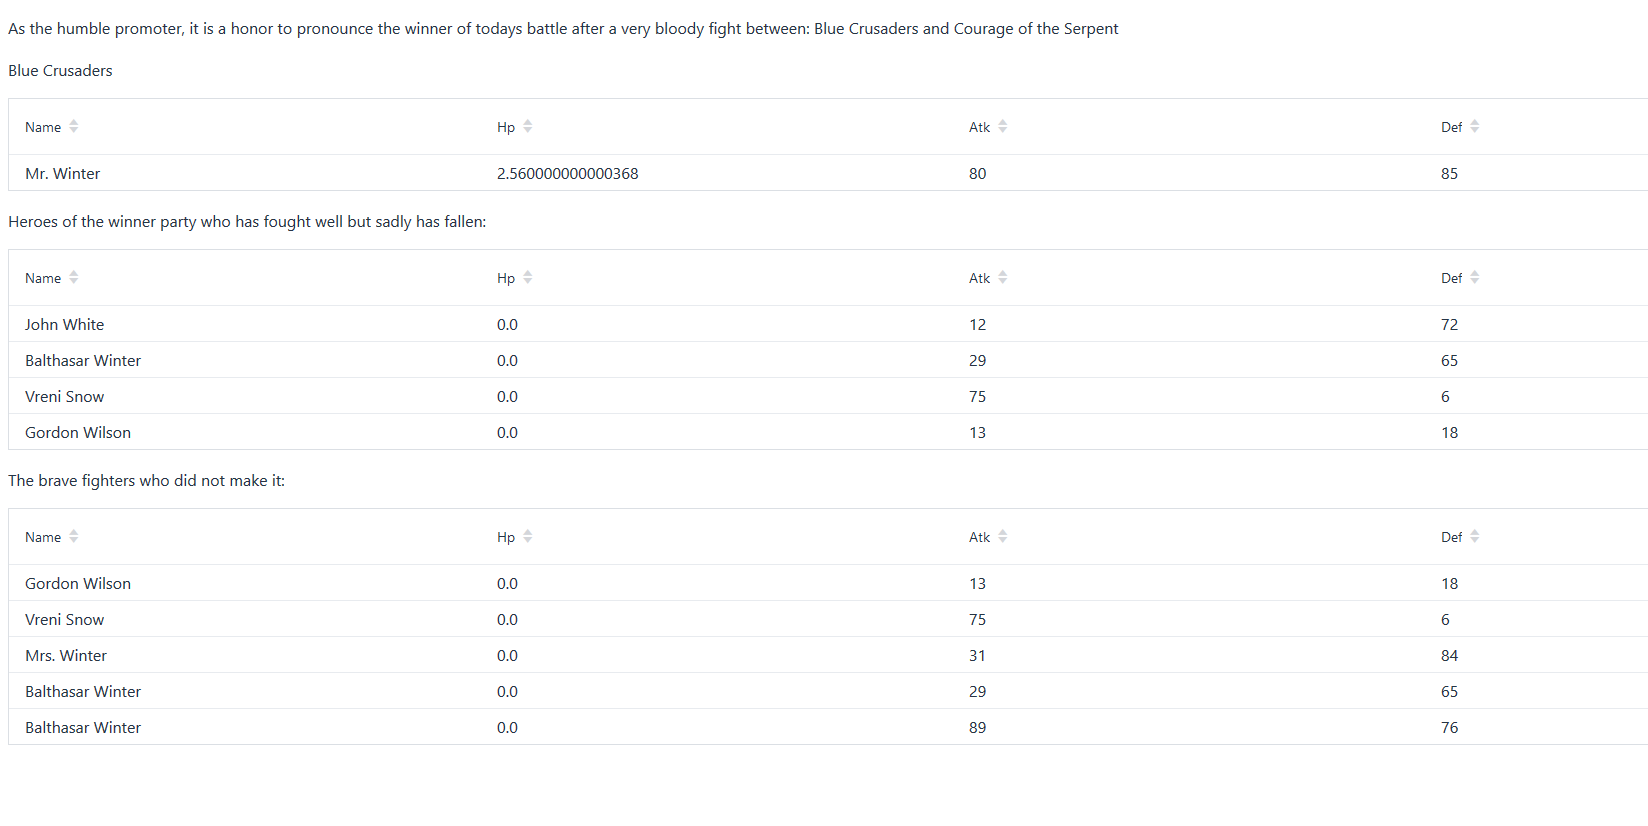 As the humble promoter, it is a honor to pronounce the winner of todays battle after a very bloody fight between: Blue Crusaders and Courage of the Serpent
Blue Crusaders
Name Hp Atk Def
Mr. Winter 2.560000000000368 80 85
Heroes of the winner party who has fought well but sadly has fallen:
Name Hp Atk Def
John White 0.0 12 72
Balthasar Winter 0.0 29 65
Vreni Snow 0.0 75 6
Gordon Wilson 0.0 13 18
The brave fighters who did not make it:
Name Hp Atk Def
Gordon Wilson 0.0 13 18
Vreni Snow 0.0 75 6
Mrs. Winter 0.0 31 84
Balthasar Winter 0.0 29 65
Balthasar Winter 0.0 89 76